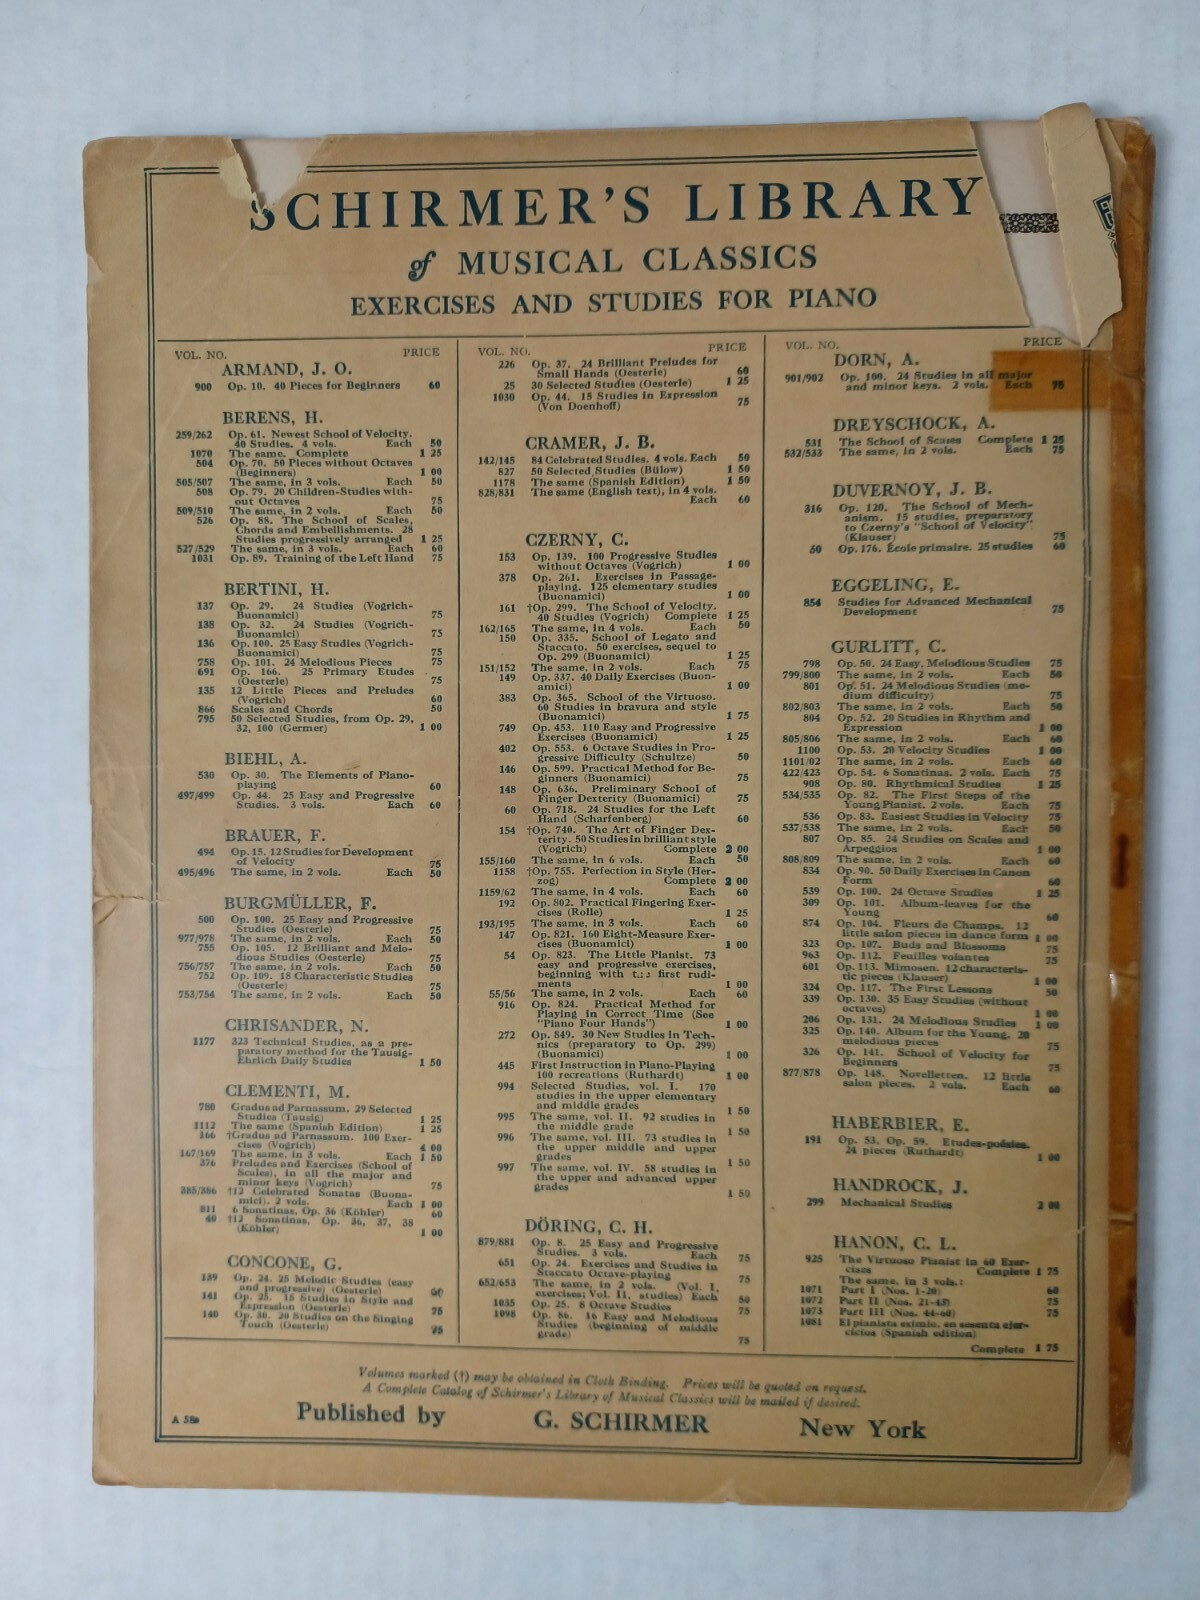 SCHIRMER'S LIBRARY
of MUSICAL CLASSICS
EXERCISES AND STUDIES FOR PIANO
VOL. NO. PRICE
ARMAND, J. O.
900 Op. 10. 40 Pieces for Beginners 60
BERENS, H.
259/262 Op. 61. Newest School of Velocity.
40 Studies. 4 vols. Each 50
1070 The same. Complete 1 25
504 Op. 70. 50 Pieces without Octaves
(Beginners) 1 00
505/507 The same, in 3 vols. Each 50
508 Op. 79. 20 Children-Studies with-
out Octaves 75
509/510 The same, in 2 vols. Each 50
526 Op. 88. The School of Scales,
Chords and Embellishments. 28
Studies progressively arranged 1 25
527/529 The same, in 3 vols. Each 60
1031 Op. 89. Training of the Left Hand 75
BERTINI, H.
137 Op. 29. 24 Studies (Vogrich-
Buonamici) 75
138 Op. 32. 24 Studies (Vogrich-
Buonamici) 75
136 Op. 100. 25 Easy Studies (Vogrich-
Buonamici) 75
758 Op. 101. 24 Melodious Pieces 75
691 Op. 166. 25 Primary Etudes
(Oesterle) 75
135 12 Little Pieces and Preludes
(Vogrich) 60
866 Scales and Chords 50
795 50 Selected Studies, from Op. 29,
32, 100 (Germer) 1 00
BIEHL, A.
530 Op. 30. The Elements of Piano-
playing 60
497/499 Op. 44. 25 Easy and Progressive
Studies. 3 vols. Each 60
BRAUER, F.
494 Op. 15. 12 Studies for Development
of Velocity 75
495/496 The same, in 2 vols. Each 50
BURGMÜLLER, F.
500 Op. 100. 25 Easy and Progressive
Studies (Oesterle) 75
977/978 The same, in 2 vols. Each 50
755 Op. 105. 12 Brilliant and Melo-
dious Studies (Oesterle) 75
756/757 The same, in 2 vols. Each 50
752 Op. 109. 18 Characteristic Studies
(Oesterle) 75
753/754 The same, in 2 vols. Each 50
CHRISANDER, N.
1177 323 Technical Studies, as a pre-
paratory method for the Tausig-
Ehrlich Daily Studies 1 50
CLEMENTI, M.
780 Gradus ad Parnassum. 29 Selected
Studies (Tausig) 1 25
1112 The same (Spanish Edition) 1 25
166 †Gradus ad Parnassum. 100 Exer-
cises (Vogrich) 4 00
167/169 The same, in 3 vols. Each 1 50
376 Preludes and Exercises (School of
Scales), in all the major and
minor keys (Vogrich) 75
385/386 †12 Celebrated Sonatas (Buona-
mici). 2 vols. Each 1 00
811 6 Sonatinas, Op. 36 (Köhler) 60
40 †12 Sonatinas, Op. 36, 37, 38
(Köhler) 1 00
CONCONE, G.
139 Op. 24. 25 Melodic Studies (easy
and progressive) (Oesterle)
141 Op. 25. 15 Studies in Style and
Expression (Oesterle) 75
140 Op. 30. 20 Studies on the Singing
Touch (Oesterle) 75
VOL. NO. PRICE
226 Op. 37. 24 Brilliant Preludes for
Small Hands (Oesterle) 60
25 30 Selected Studies (Oesterle) 1 25
1030 Op. 44. 15 Studies in Expression
(Von Doenhoff) 75
CRAMER, J. B.
142/145 84 Celebrated Studies. 4 vols. Each 50
827 50 Selected Studies (Bülow) 1 50
1178 The same (Spanish Edition) 1 50
828/831 The same (English text), in 4 vols.
Each 60
CZERNY, C.
153 Op. 139. 100 Progressive Studies
without Octaves (Vogrich) 1 00
378 Op. 261. Exercises in Passage-
playing. 125 elementary studies
(Buonamici) 1 00
161 †Op. 299. The School of Velocity.
40 Studies (Vogrich) Complete 1 25
162/165 The same, in 4 vols. Each 50
150 Op. 335. School of Legato and
Staccato. 50 exercises, sequel to
Op. 299 (Buonamici) 1 25
151/152 The same, in 2 vols. Each 75
149 Op. 337. 40 Daily Exercises (Buon-
amici) 1 00
383 Op. 365. School of the Virtuoso.
60 Studies in bravura and style
(Buonamici) 1 75
749 Op. 453. 110 Easy and Progressive
Exercises (Buonamici) 1 25
402 Op. 553. 6 Octave Studies in Pro-
gressive Difficulty (Schultze) 50
146 Op. 599. Practical Method for Be-
ginners (Buonamici) 75
148 Op. 636. Preliminary School of
Finger Dexterity (Buonamici) 75
60 Op. 718. 24 Studies for the Left
Hand (Scharfenberg) 60
154 †Op. 740. The Art of Finger Dex-
terity. 50 Studies in brilliant style
(Vogrich) Complete 2 00
155/160 The same, in 6 vols. Each 50
1158 †Op. 755. Perfection in Style (Her-
zog) Complete 2 00
1159/62 The same, in 4 vols. Each 60
192 Op. 802. Practical Fingering Exer-
cises (Rolle) 1 25
193/195 The same, in 3 vols. Each 60
147 Op. 821. 160 Eight-Measure Exer-
cises (Buonamici) 1 00
54 Op. 823. The Little Pianist. 73
easy and progressive exercises,
beginning with the first rudi-
ments 1 00
55/56 The same, in 2 vols. Each 60
916 Op. 824. Practical Method for
Playing in Correct Time (See
"Piano Four Hands") 1 00
272 Op. 849. 30 New Studies in Tech-
nics (preparatory to Op. 299)
(Buonamici) 1 00
445 First Instruction in Piano-Playing
100 recreations (Ruthardt) 1 00
994 Selected Studies, vol. I. 170
studies in the upper elementary
and middle grades 1 50
995 The same, vol. II. 92 studies in
the middle grade 1 50
996 The same, vol. III. 73 studies in
the upper middle and upper
grades 1 50
997 The same, vol. IV. 58 studies in
the upper and advanced upper
grades 1 50
DÖRING, C. H.
879/881 Op. 8. 25 Easy and Progressive
Studies. 3 vols. Each 75
651 Op. 24. Exercises and Studies in
Staccato Octave-playing 75
652/653 The same, in 2 vols. (Vol. I,
exercises; Vol. II, studies) Each 50
1035 Op. 25. 8 Octave Studies 75
1098 Op. 86. 16 Easy and Melodious
Studies (beginning of middle
grade) 75
VOL. NO. PRICE
DORN, A.
901/902 Op. 100. 24 Studies in all major
and minor keys. 2 vols. Each 75
DREYSCHOCK, A.
531 The School of Scales Complete 1 25
532/533 The same, in 2 vols. Each 75
DUVERNOY, J. B.
316 Op. 120. The School of Mech-
anism. 15 studies, preparatory
to Czerny's "School of Velocity"
(Klauser) 75
50 Op. 176. École primaire. 25 studies 60
EGGELING, E.
854 Studies for Advanced Mechanical
Development 75
GURLITT, C.
798 Op. 50. 24 Easy, Melodious Studies 75
799/800 The same, in 2 vols. Each 50
801 Op. 51. 24 Melodious Studies (me-
dium difficulty) 75
802/803 The same, in 2 vols. Each 50
804 Op. 52. 20 Studies in Rhythm and
Expression 1 00
805/806 The same, in 2 vols. Each 60
1100 Op. 53. 20 Velocity Studies 1 00
1101/02 The same, in 2 vols. Each 60
422/423 Op. 54. 6 Sonatinas. 2 vols. Each 75
908 Op. 80. Rhythmical Studies 1 25
534/535 Op. 82. The First Steps of the
Young Pianist. 2 vols. Each 75
536 Op. 83. Easiest Studies in Velocity 75
537/538 The same, in 2 vols. Each 50
807 Op. 85. 24 Studies on Scales and
Arpeggios 1 00
808/809 The same, in 2 vols. Each 60
834 Op. 90. 50 Daily Exercises in Canon
Form 60
539 Op. 100. 24 Octave Studies 1 25
309 Op. 101. Album-leaves for the
Young 60
874 Op. 104. Fleurs de Champs. 12
little salon pieces in dance form 1 00
323 Op. 107. Buds and Blossoms 75
963 Op. 112. Feuilles volantes 75
601 Op. 113. Mimosen. 12 characteris-
tic pieces (Klauser) 1 00
324 Op. 117. The First Lessons 50
339 Op. 130. 35 Easy Studies (without
octaves) 1 00
206 Op. 131. 24 Melodious Studies 1 00
325 Op. 140. Album for the Young. 20
melodious pieces 75
326 Op. 141. School of Velocity for
Beginners 75
877/878 Op. 148. Novelletten. 12 little
salon pieces. 2 vols. Each 60
HABERBIER, E.
191 Op. 53, Op. 59. Etudes-poésies.
24 pieces (Ruthardt) 1 00
HANDROCK, J.
299 Mechanical Studies 2 00
HANON, C. L.
925 The Virtuoso Pianist in 60 Exer-
cises Complete 1 75
The same, in 3 vols.:
1071 Part I (Nos. 1-20) 60
1072 Part II (Nos. 21-43) 75
1073 Part III (Nos. 44-60) 75
1081 El pianista eximio, en sesenta ejer-
cicios (Spanish edition)
Complete 1 75
Volumes marked (†) may be obtained in Cloth Binding. Prices will be quoted on request.
A Complete Catalog of Schirmer's Library of Musical Classics will be mailed if desired.
A 58
Published by G. SCHIRMER New York